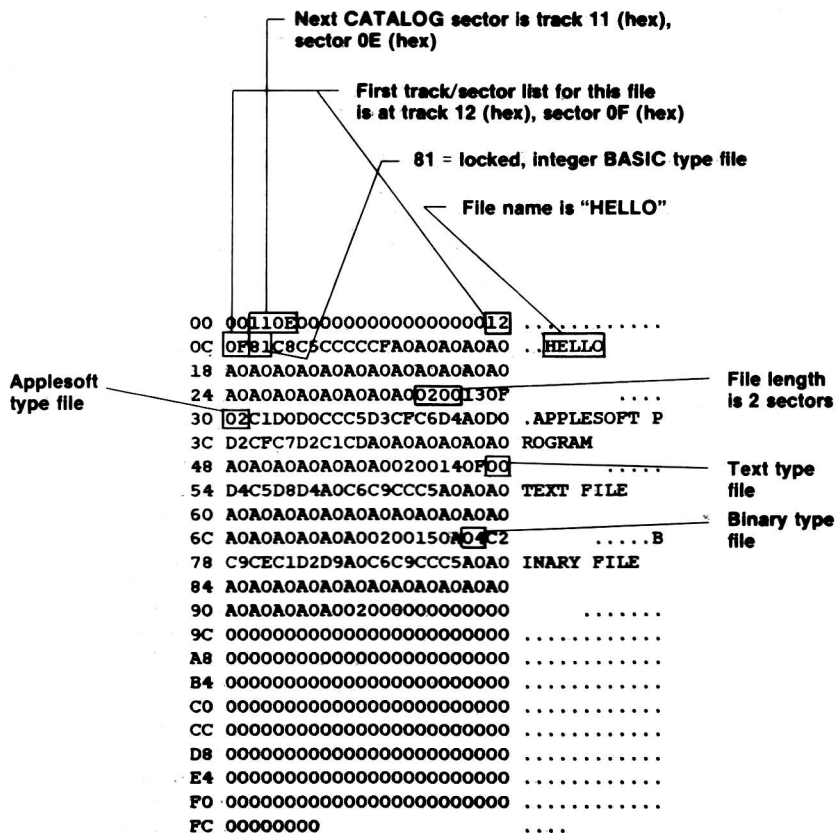 Next CATALOG sector is track 11 (hex),
sector 0E (hex)
First track/sector list for this file
is at track 12 (hex), sector 0F (hex)
81 = locked, integer BASIC type file
File name is “HELLO”
00 00110E000000000000000012 ............
0C 0F81C8C5CCCCCFA0A0A0A0A0 ..HELLO
18 A0A0A0A0A0A0A0A0A0A0A0A0
Applesoft
type file
24 A0A0A0A0A0A0A0A00200130F ....
File length
is 2 sectors
30 02C1D0D0CCC5D3CFC6D4A0D0 .APPLESOFT P
3C D2CFC7D2C1CDA0A0A0A0A0A0 ROGRAM
48 A0A0A0A0A0A0A00200140F00 .....
Text type
file
54 D4C5D8D4A0C6C9CCC5A0A0A0 TEXT FILE
60 A0A0A0A0A0A0A0A0A0A0A0A0
6C A0A0A0A0A0A00200150A04C2 .....B
Binary type
file
78 C9CEC1D2D9A0C6C9CCC5A0A0 INARY FILE
84 A0A0A0A0A0A0A0A0A0A0A0A0
90 A0A0A0A0A002000000000000 .......
9C 000000000000000000000000 ............
A8 000000000000000000000000 ............
B4 000000000000000000000000 ............
C0 000000000000000000000000 ............
CC 000000000000000000000000 ............
D8 000000000000000000000000 ............
E4 000000000000000000000000 ............
F0 000000000000000000000000 ............
FC 00000000 ....